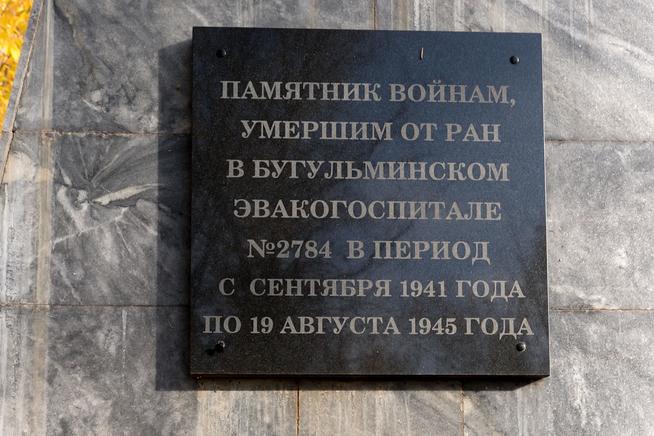 ПАМЯТНИК ВОЙНАМ,
УМЕРШИМ ОТ РАН
В БУГУЛЬМИНСКОМ
ЭВАКОГОСПИТАЛЕ
№2784 В ПЕРИОД
С СЕНТЯБРЯ 1941 ГОДА
ПО 19 АВГУСТА 1945 ГОДА